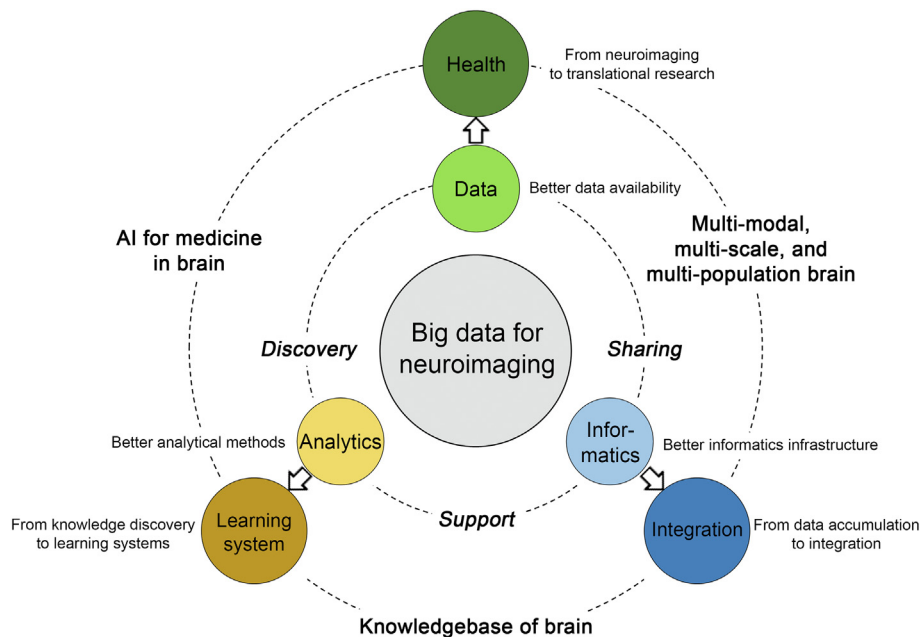 Health
From neuroimaging
to translational research
Data
Better data availability
AI for medicine
in brain
Multi-modal,
multi-scale, and
multi-population brain
Big data for
neuroimaging
Discovery
Sharing
Better analytical methods
Analytics
Infor-
matics
Better informatics infrastructure
Support
From knowledge discovery
to learning systems
Learning
system
Integration
From data accumulation
to integration
Knowledgebase of brain